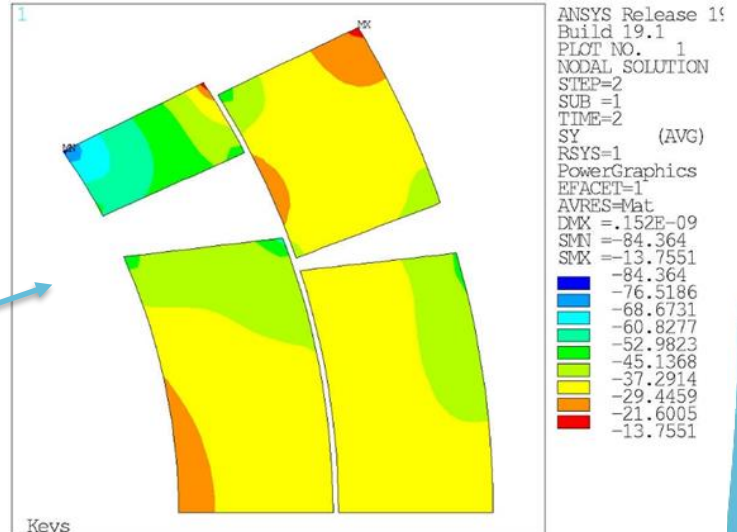 1
MX
MN
Keys
ANSYS Release 19
Build 19.1
PLOT NO. 1
NODAL SOLUTION
STEP=2
SUB =1
TIME=2
SY (AVG)
RSYS=1
PowerGraphics
EFACET=1
AVRES=Mat
DMX =.152E-09
SMN =-84.364
SMX =-13.7551
-84.364
-76.5186
-68.6731
-60.8277
-52.9823
-45.1368
-37.2914
-29.4459
-21.6005
-13.7551